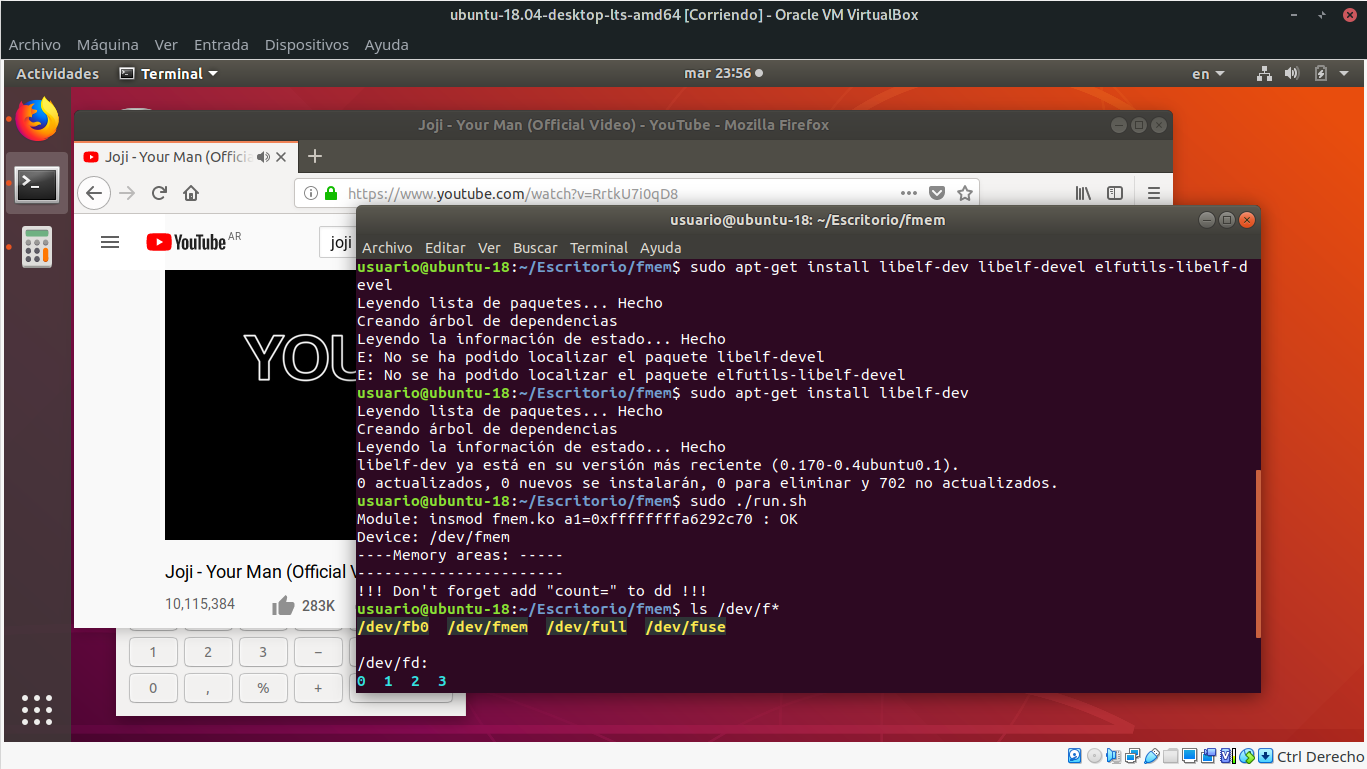 ubuntu-18.04-desktop-lts-amd64 [Corriendo] - Oracle VM VirtualBox
Archivo Máquina Ver Entrada Dispositivos Ayuda
Actividades Terminal mar 23:56 en
Joji - Your Man (Official Video) - YouTube - Mozilla Firefox
Joji - Your Man (Officia
https://www.youtube.com/watch?v=RrtkU7i0qD8
YouTube AR
joji
YOU
Joji - Your Man (Official V
10,115,384 283K
1 2 3 −
0 , % +
usuario@ubuntu-18: ~/Escritorio/fmem
Archivo Editar Ver Buscar Terminal Ayuda
usuario@ubuntu-18:~/Escritorio/fmem$ sudo apt-get install libelf-dev libelf-devel elfutils-libelf-d
evel
Leyendo lista de paquetes... Hecho
Creando árbol de dependencias
Leyendo la información de estado... Hecho
E: No se ha podido localizar el paquete libelf-devel
E: No se ha podido localizar el paquete elfutils-libelf-devel
usuario@ubuntu-18:~/Escritorio/fmem$ sudo apt-get install libelf-dev
Leyendo lista de paquetes... Hecho
Creando árbol de dependencias
Leyendo la información de estado... Hecho
libelf-dev ya está en su versión más reciente (0.170-0.4ubuntu0.1).
0 actualizados, 0 nuevos se instalarán, 0 para eliminar y 702 no actualizados.
usuario@ubuntu-18:~/Escritorio/fmem$ sudo ./run.sh
Module: insmod fmem.ko a1=0xffffffffa6292c70 : OK
Device: /dev/fmem
----Memory areas: -----
-----------------------
!!! Don't forget add "count=" to dd !!!
usuario@ubuntu-18:~/Escritorio/fmem$ ls /dev/f*
/dev/fb0 /dev/fmem /dev/full /dev/fuse
/dev/fd:
0 1 2 3
Ctrl Derecho